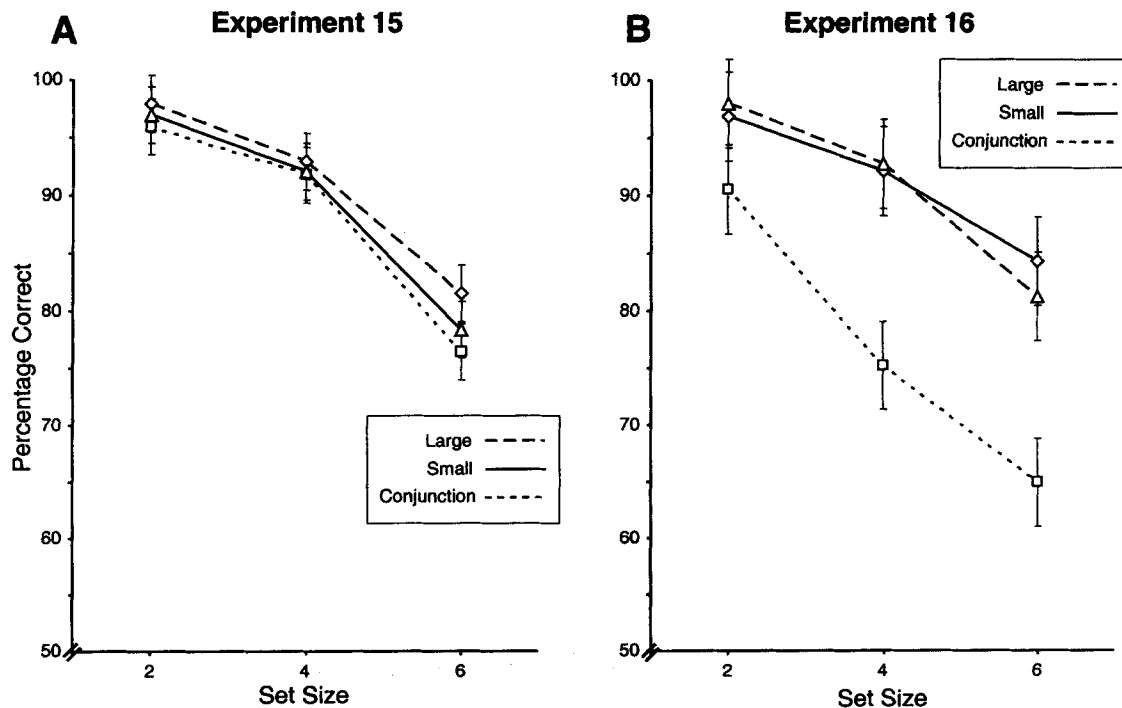 A
Experiment 15
100
90
80
70
60
50
Percentage Correct
2
4
6
Set Size
Large
Small
Conjunction
B
Experiment 16
100
90
80
70
60
50
2
4
6
Set Size
Large
Small
Conjunction